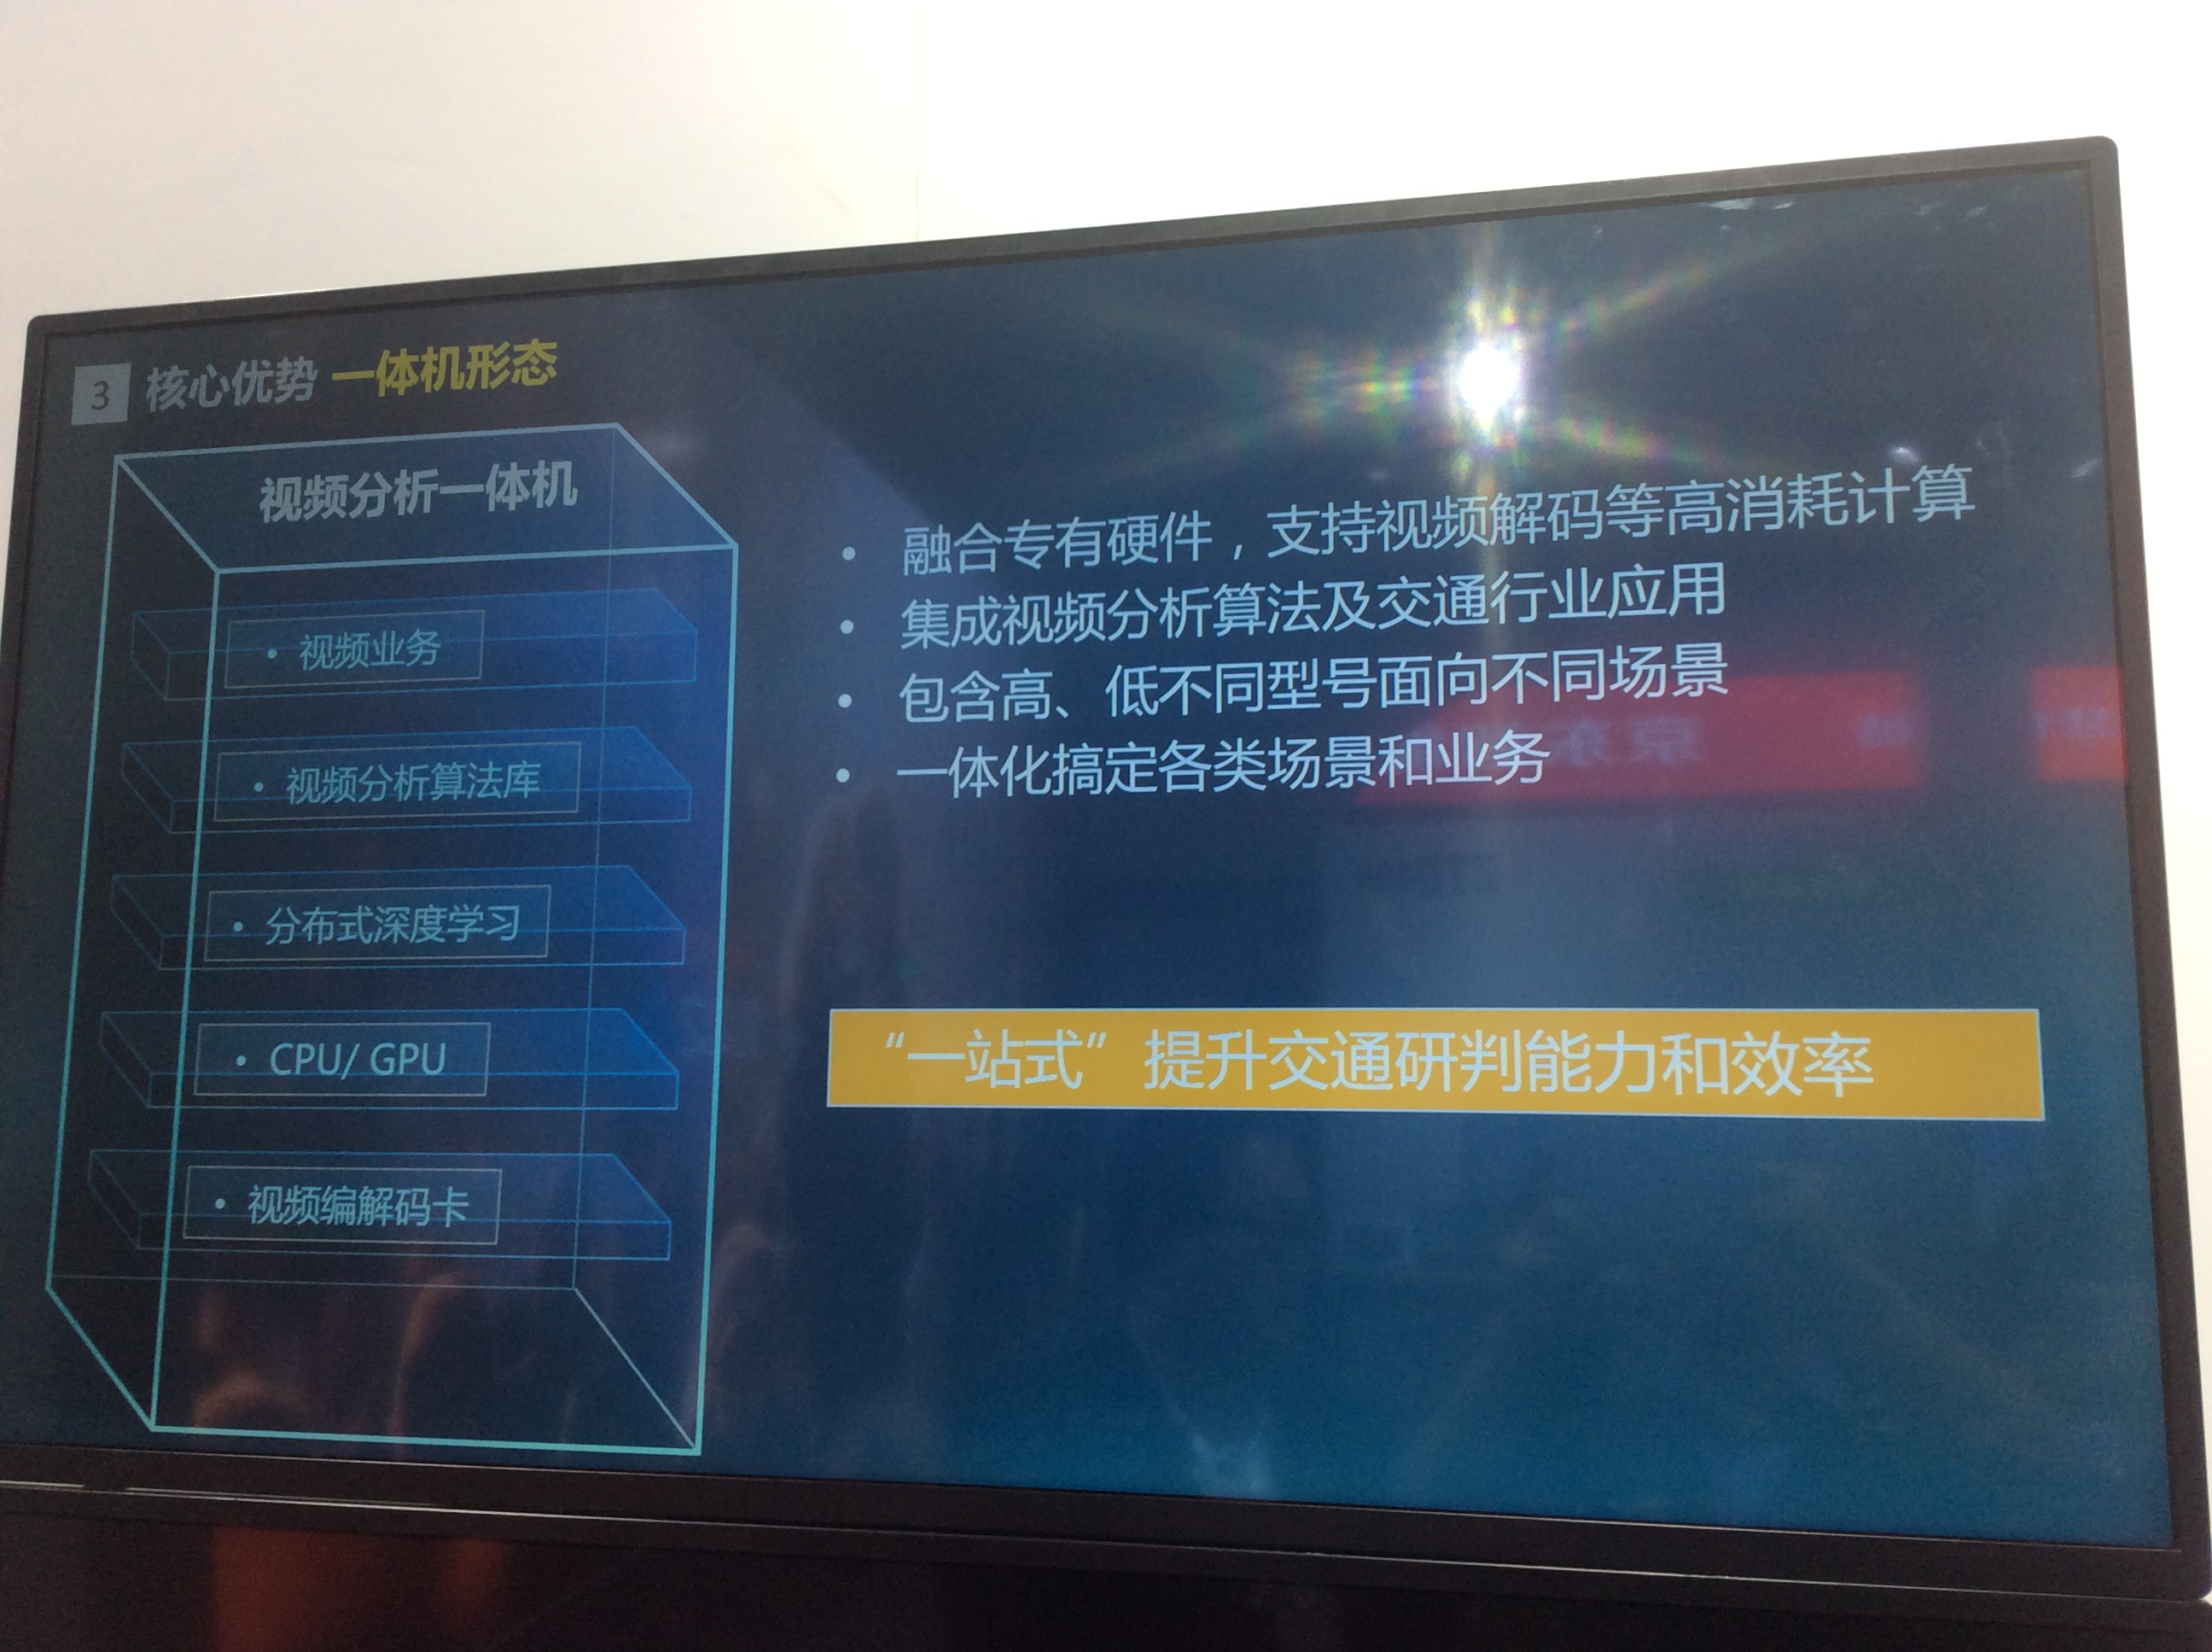 3 核心优势 一体机形态
视频分析一体机
• 视频业务
• 视频分析算法库
• 分布式深度学习
• CPU/ GPU
• 视频编解码卡
• 融合专有硬件，支持视频解码等高消耗计算
• 集成视频分析算法及交通行业应用
• 包含高、低不同型号面向不同场景
• 一体化搞定各类场景和业务
“一站式”提升交通研判能力和效率